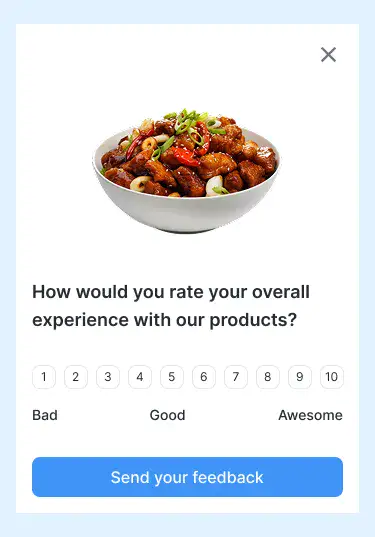 How would you rate your overall
experience with our products?
1 2 3 4 5 6 7 8 9 10
Bad Good Awesome
Send your feedback